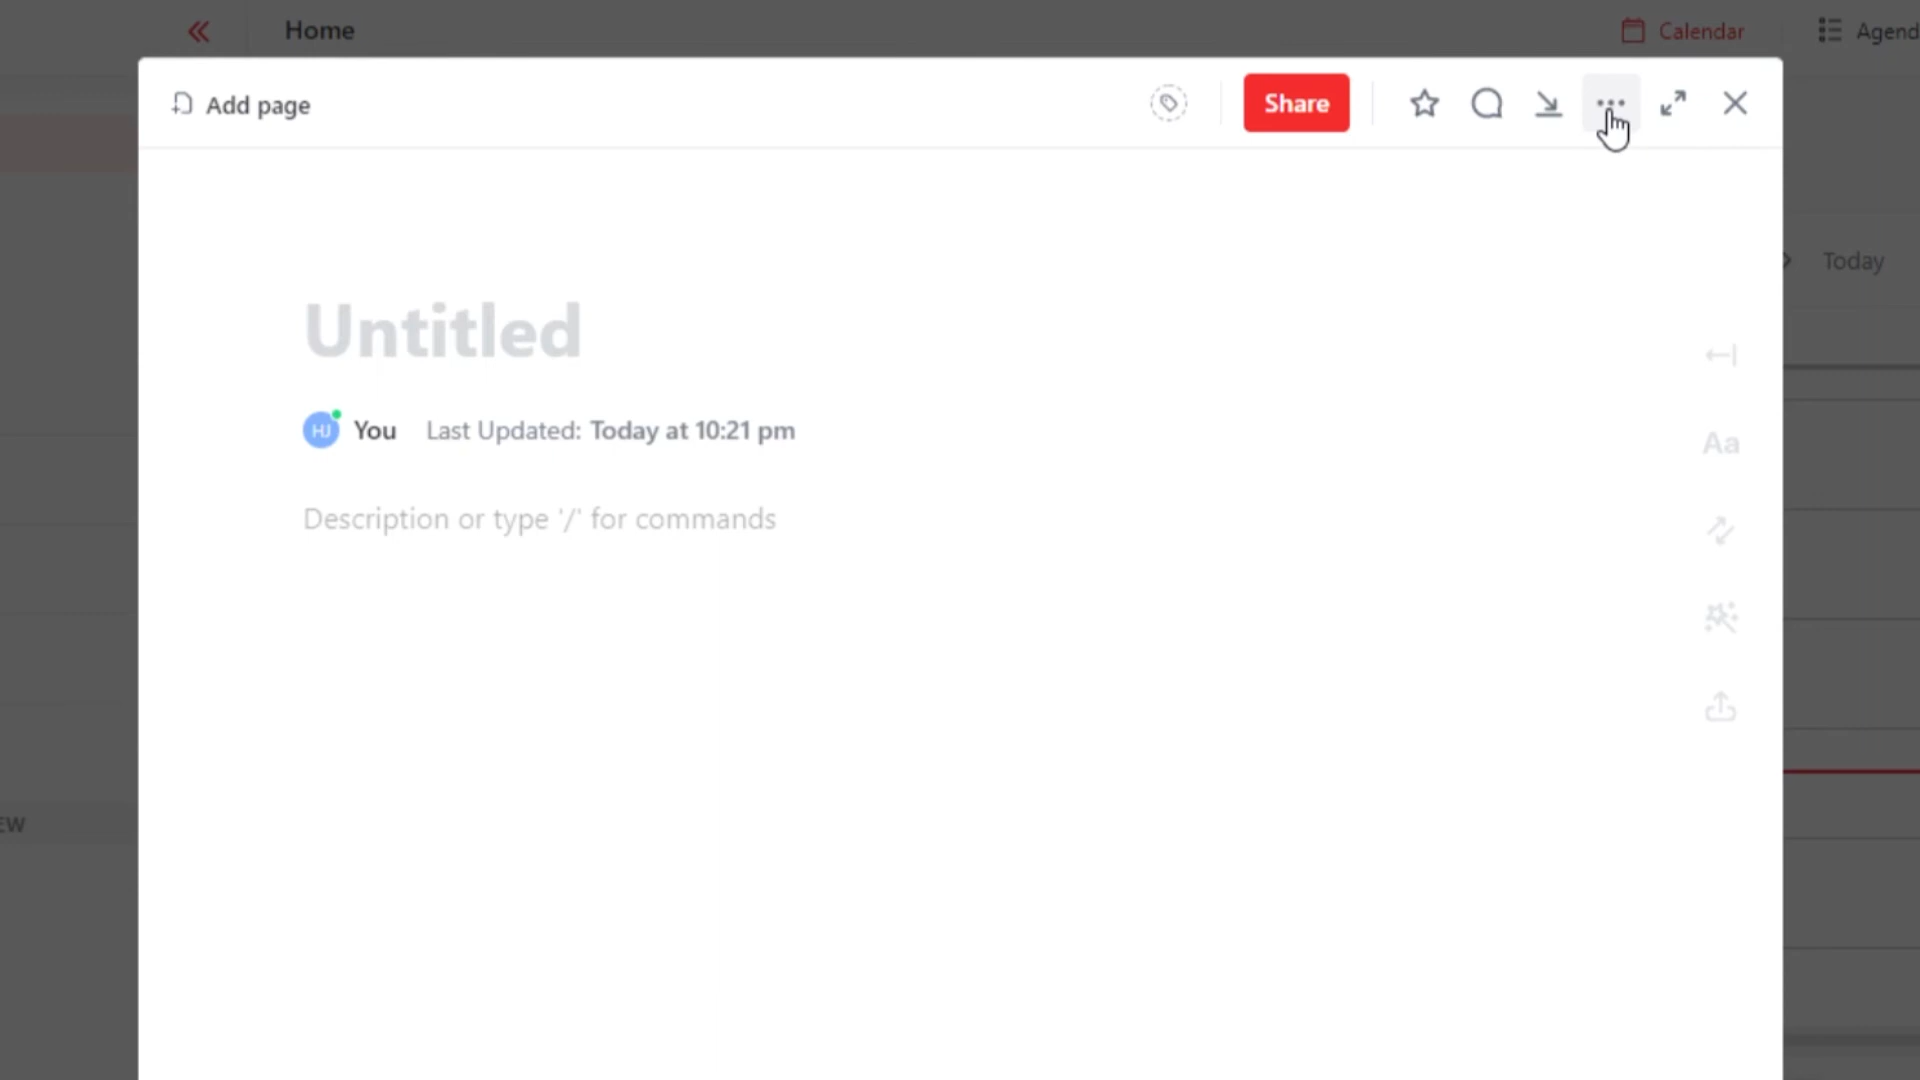 Home
Calendar
Agend
Add page
Share
Today
Untitled
HJ You Last Updated: Today at 10:21 pm
Aa
Description or type '/' for commands
EW